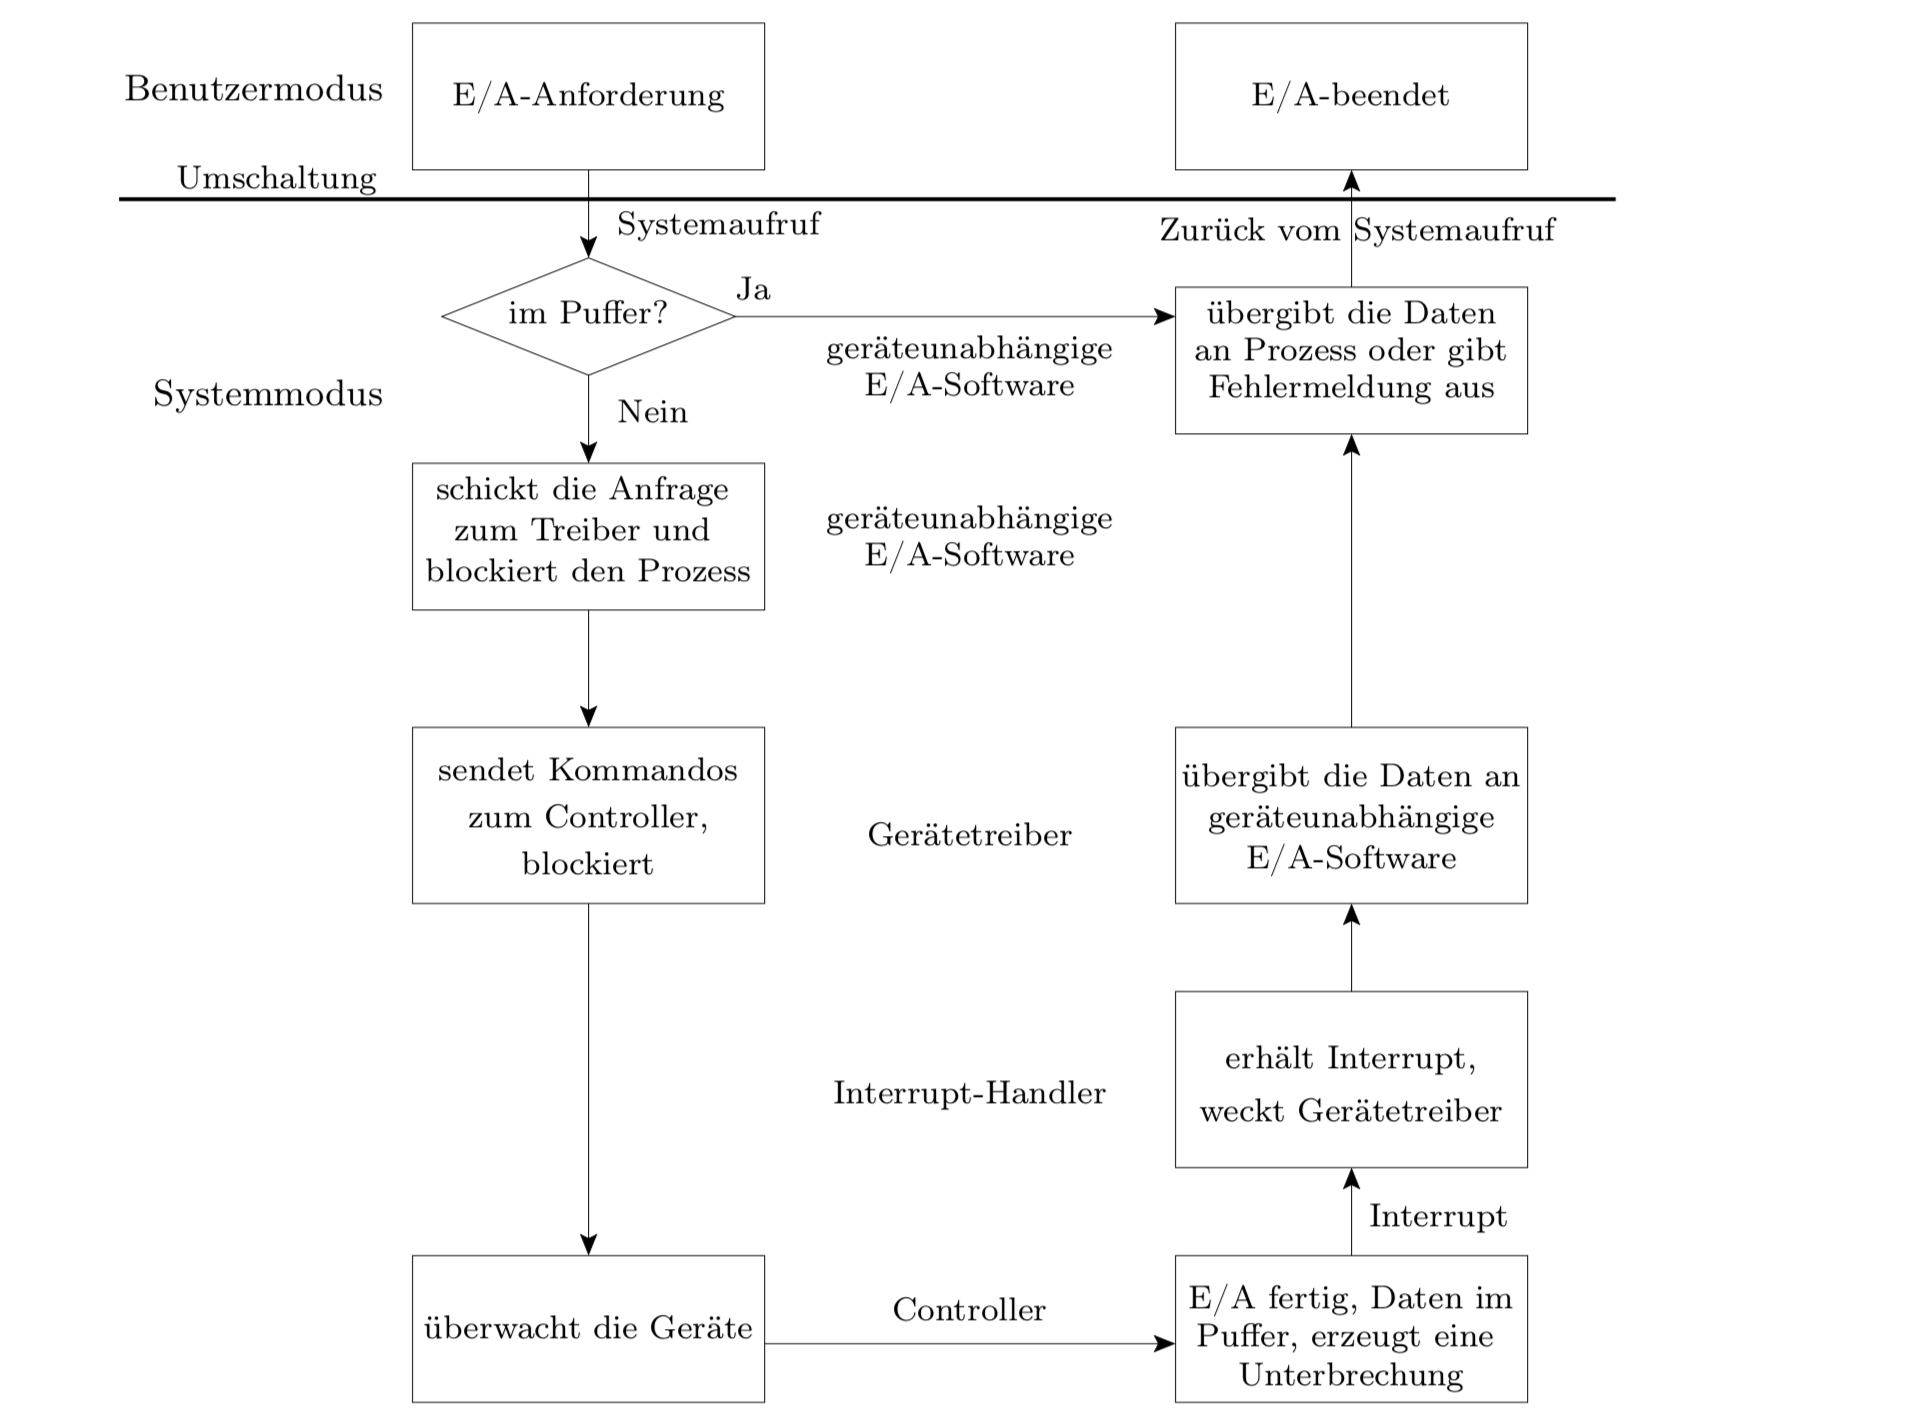 Benutzermodus
E/A-Anforderung
E/A-beendet
Umschaltung
Systemaufruf
Zurück vom Systemaufruf
im Puffer?
Ja
geräteunabhängige
E/A-Software
übergibt die Daten
an Prozess oder gibt
Fehlermeldung aus
Systemmodus
Nein
schickt die Anfrage
zum Treiber und
blockiert den Prozess
geräteunabhängige
E/A-Software
sendet Kommandos
zum Controller,
blockiert
Gerätetreiber
übergibt die Daten an
geräteunabhängige
E/A-Software
Interrupt-Handler
erhält Interrupt,
weckt Gerätetreiber
Interrupt
überwacht die Geräte
Controller
E/A fertig, Daten im
Puffer, erzeugt eine
Unterbrechung